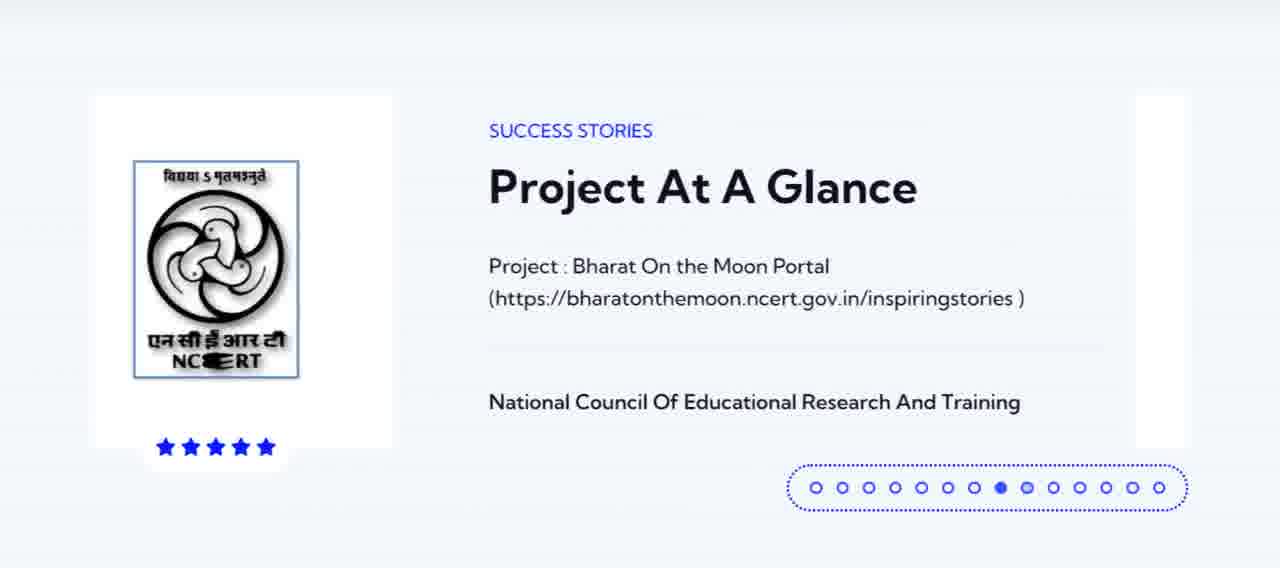 विद्यया ऽ मृतमश्नुते
एन सी ई आर टी
NCERT
SUCCESS STORIES
Project At A Glance
Project : Bharat On the Moon Portal
(https://bharatonthemoon.ncert.gov.in/inspiringstories )
National Council Of Educational Research And Training